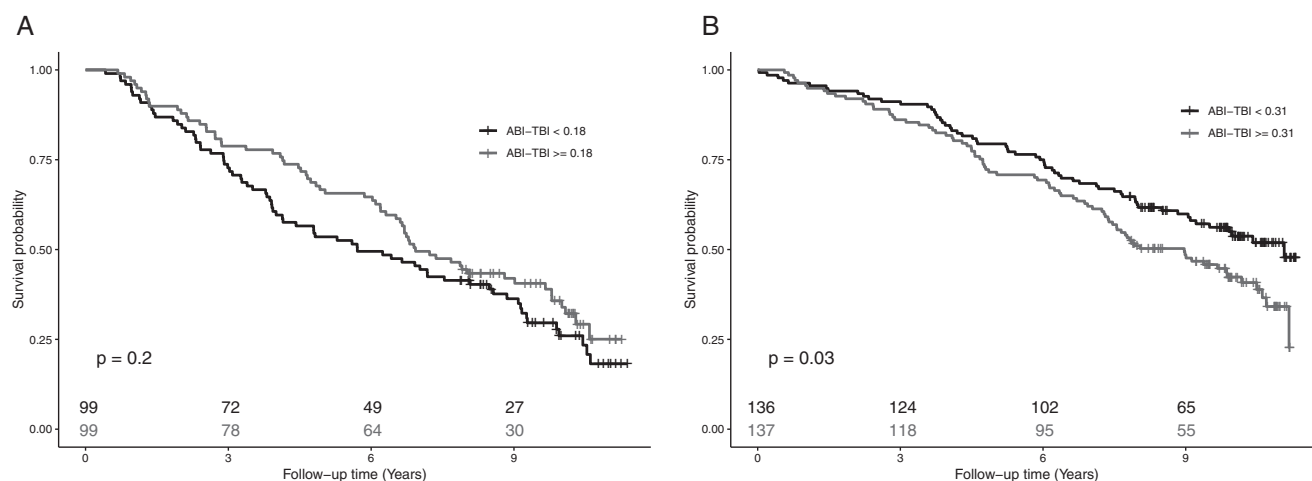 A
Survival probability
1.00
0.75
0.50
0.25
0.00
ABI–TBI < 0.18
ABI–TBI >= 0.18
p = 0.2
99 72 49 27
99 78 64 30
0 3 6 9
Follow–up time (Years)
B
Survival probability
1.00
0.75
0.50
0.25
0.00
ABI–TBI < 0.31
ABI–TBI >= 0.31
p = 0.03
136 124 102 65
137 118 95 55
0 3 6 9
Follow–up time (Years)